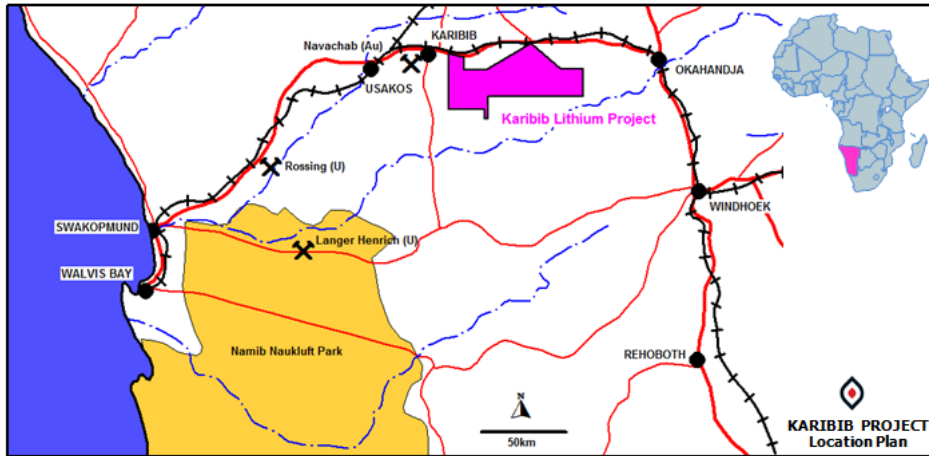 KARIBIB
Navachab (Au)
OKAHANDJA
USAKOS
Karibib Lithium Project
Rossing (U)
WINDHOEK
SWAKOPMUND
Langer Henrich (U)
WALVIS BAY
Namib Naukluft Park
REHOBOTH
N
50km
KARIBIB PROJECT
Location Plan